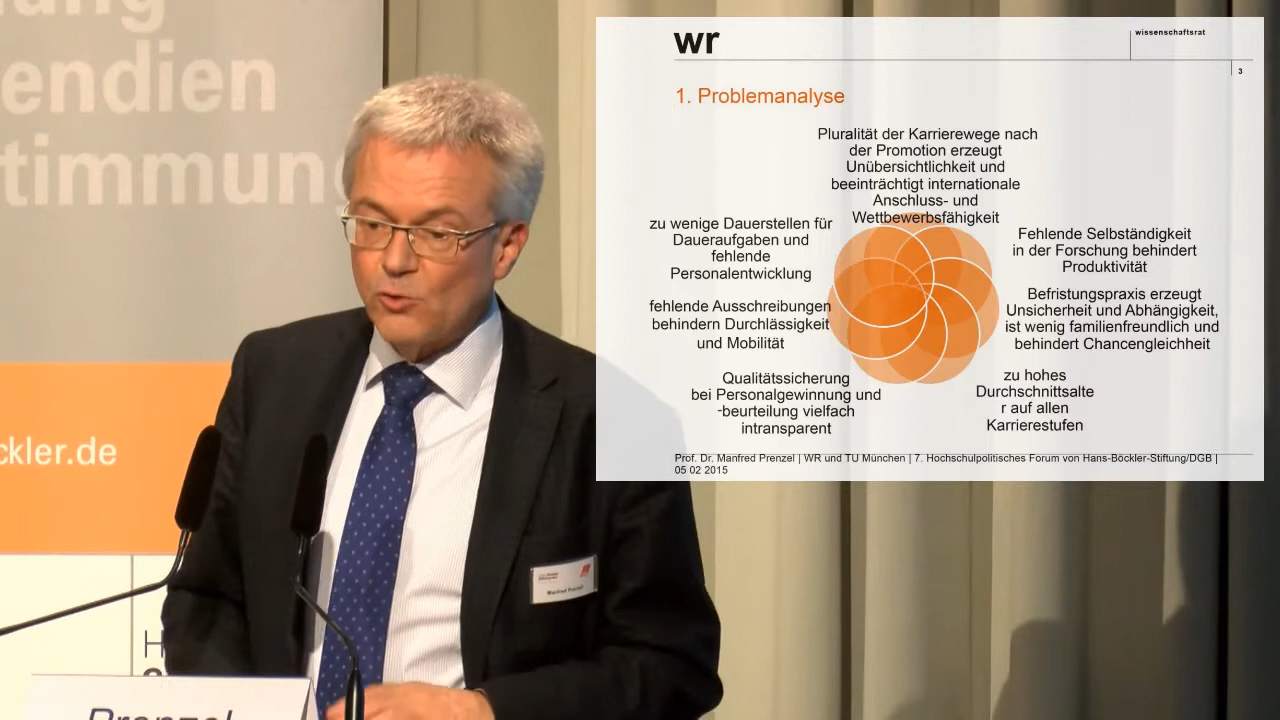 ung
endien
timmung
ckler.de
H
Prenzel
Manfred Prenzel
wr
wissenschaftsrat
3
1. Problemanalyse
Pluralität der Karrierewege nach
der Promotion erzeugt
Unübersichtlichkeit und
beeinträchtigt internationale
Anschluss- und
Wettbewerbsfähigkeit
zu wenige Dauerstellen für
Daueraufgaben und
fehlende
Personalentwicklung
Fehlende Selbständigkeit
in der Forschung behindert
Produktivität
fehlende Ausschreibungen
behindern Durchlässigkeit
und Mobilität
Befristungspraxis erzeugt
Unsicherheit und Abhängigkeit,
ist wenig familienfreundlich und
behindert Chancengleichheit
Qualitätssicherung
bei Personalgewinnung und
-beurteilung vielfach
intransparent
zu hohes
Durchschnittsalte
r auf allen
Karrierestufen
Prof. Dr. Manfred Prenzel | WR und TU München | 7. Hochschulpolitisches Forum von Hans-Böckler-Stiftung/DGB |
05 02 2015